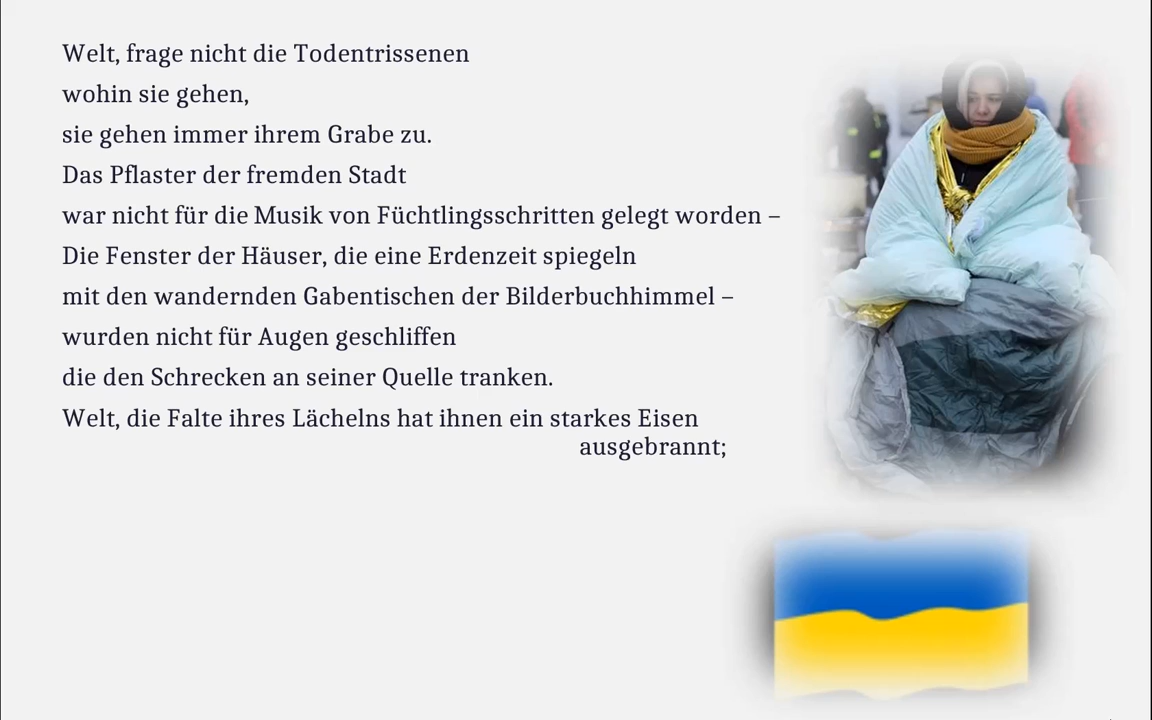 Welt, frage nicht die Todentrissenen
wohin sie gehen,
sie gehen immer ihrem Grabe zu.
Das Pflaster der fremden Stadt
war nicht für die Musik von Füchtlingsschritten gelegt worden –
Die Fenster der Häuser, die eine Erdenzeit spiegeln
mit den wandernden Gabentischen der Bilderbuchhimmel –
wurden nicht für Augen geschliffen
die den Schrecken an seiner Quelle tranken.
Welt, die Falte ihres Lächelns hat ihnen ein starkes Eisen
ausgebrannt;